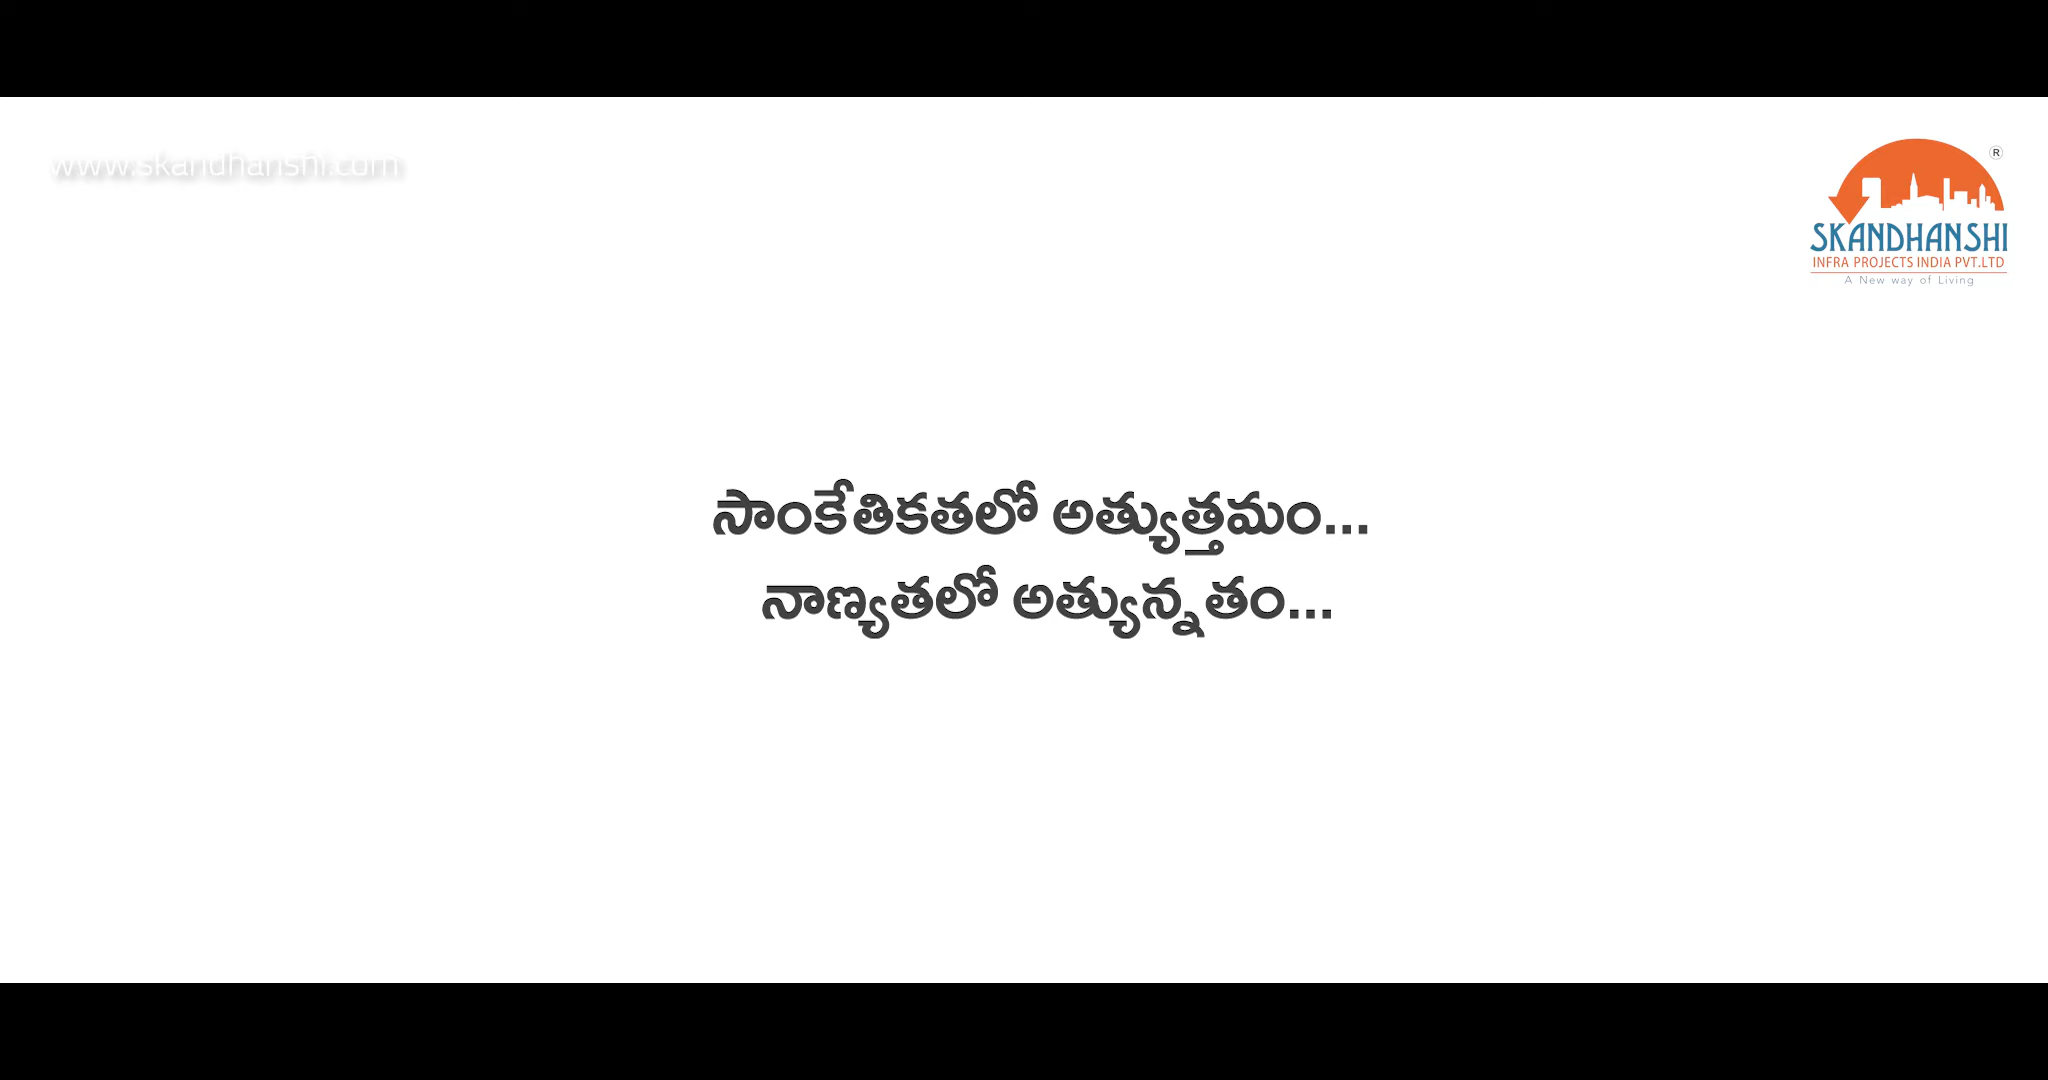 www.skandhanshi.com
®
SKANDHANSHI
INFRA PROJECTS INDIA PVT.LTD
A New way of Living
సాంకేతికతలో అత్యుత్తమం...
నాణ్యతలో అత్యున్నతం...